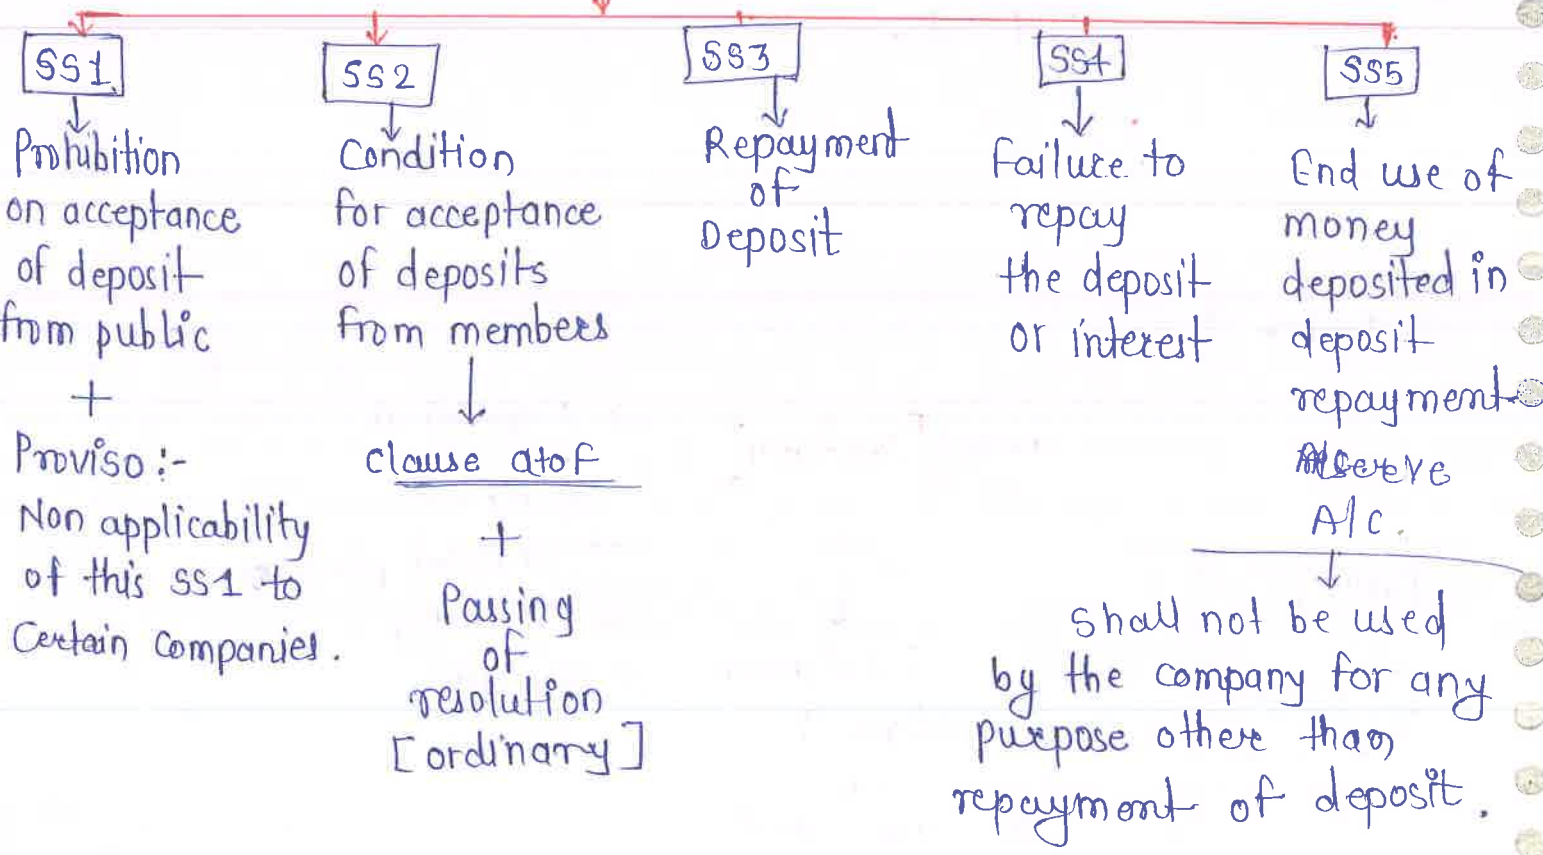 SS1
Prohibition
on acceptance
of deposit
from public
+
Proviso :-
Non applicability
of this SS1 to
Certain Companies.
SS2
Condition
for acceptance
of deposits
from members
clause a to f
+
Passing
of
resolution
[ordinary]
SS3
Repayment
of
Deposit
SS4
Failure to
repay
the deposit
or interest
SS5
End use of
money
deposited in
deposit
repayment
reserve
A/C.
shall not be used
by the company for any
purpose other than
repayment of deposit.